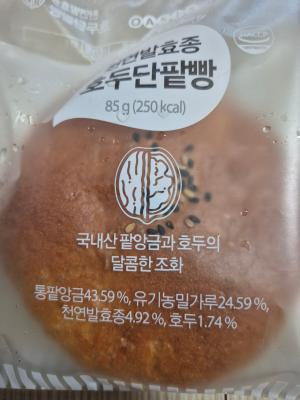 천연발효종
호두단팥빵
85 g (250 kcal)
HACCP
국내산 팥앙금과 호두의
달콤한 조화
통팥앙금43.59 %, 유기농밀가루24.59 %,
천연발효종4.92 %, 호두1.74 %